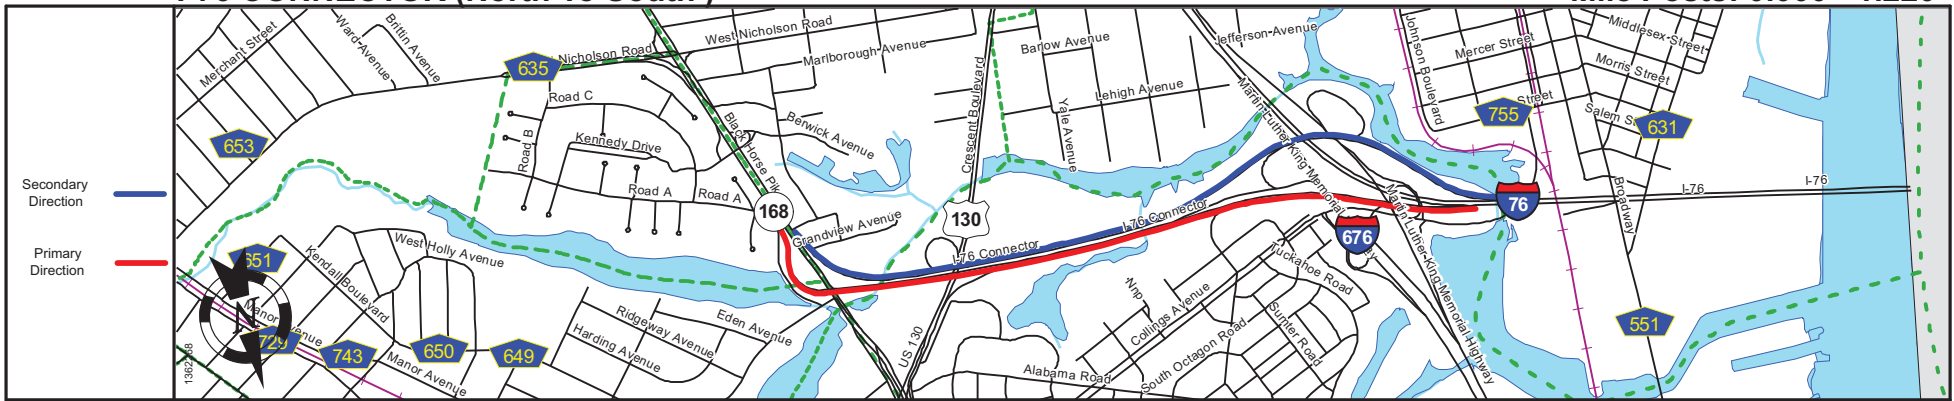 Secondary
Direction
Primary
Direction
Merchant Street
Ward Avenue
Brittin Avenue
635
Nicholson Road
West Nicholson Road
Marlborough Avenue
Barlow Avenue
Jefferson Avenue
Johnson Boulevard
Mercer Street
Middlesex Street
Morris Street
Street
Salem S
755
631
653
Road C
Road B
Kennedy Drive
Road A
Road A
Black Horse Pik
Berwick Avenue
Crescent Boulevard
Yale Avenue
Lehigh Avenue
Martin Luther King Memorial
168
Grandview Avenue
130
I-76 Connector
I-76 Connector
676
Martin Luther King Memorial Highway
76
I-76
I-76
Broadway
651
Kendall Boulevard
West Holly Avenue
N
Manor Avenue
729
743
650
649
Manor Avenue
Harding Avenue
Ridgeway Avenue
Eden Avenue
US 130
Alabama Road
Collings Avenue
South Octagon Road
Sumter Road
Tuckahoe Road
551